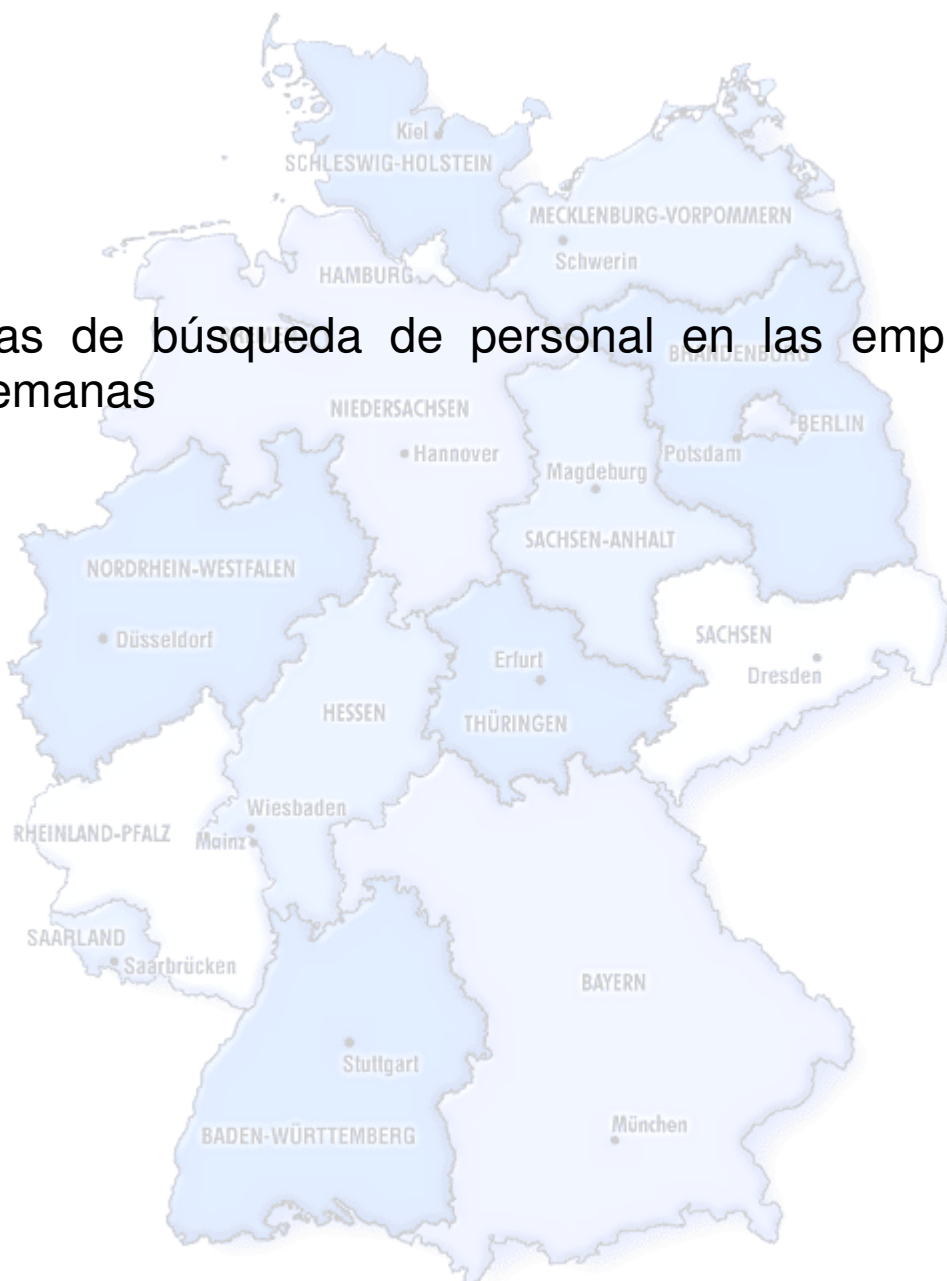 Kiel
SCHLESWIG-HOLSTEIN
MECKLENBURG-VORPOMMERN
Schwerin
HAMBURG
as de búsqueda de personal en las emp
emanas
BRANDENBURG
NIEDERSACHSEN
BERLIN
Hannover
Potsdam
Magdeburg
SACHSEN-ANHALT
NORDRHEIN-WESTFALEN
Düsseldorf
SACHSEN
Erfurt
Dresden
HESSEN
THÜRINGEN
Wiesbaden
RHEINLAND-PFALZ
Mainz
SAARLAND
Saarbrücken
BAYERN
Stuttgart
München
BADEN-WÜRTTEMBERG